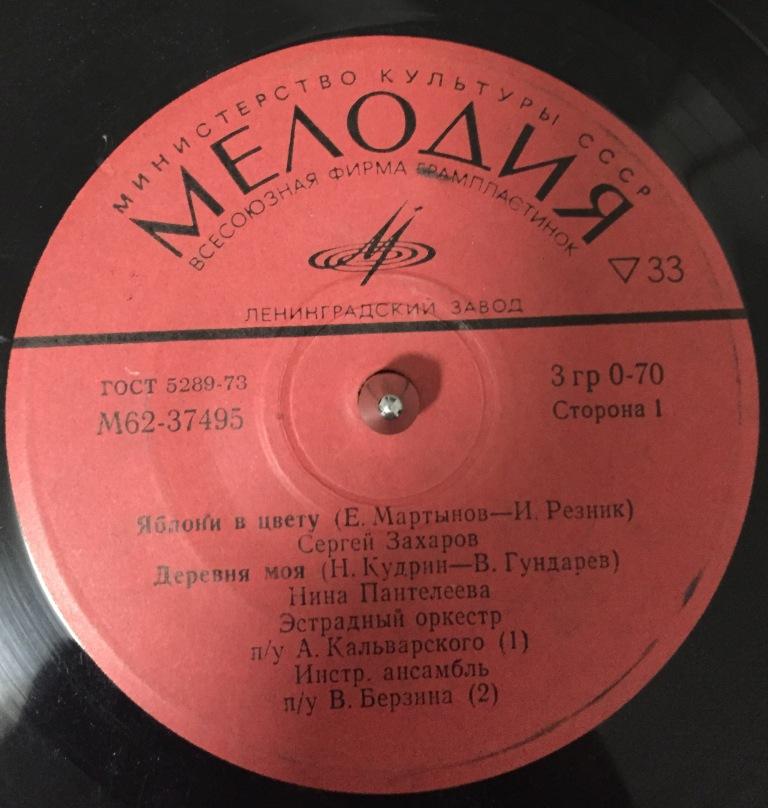 МИНИСТЕРСТВО КУЛЬТУРЫ СССР
МЕЛОДИЯ
ВСЕСОЮЗНАЯ ФИРМА ГРАМПЛАСТИНОК
▽33
ЛЕНИНГРАДСКИЙ ЗАВОД
ГОСТ 5289-73
3 гр 0-70
М62-37495
Сторона 1
Яблони в цвету (Е. Мартынов—И. Резник)
Сергей Захаров
Деревня моя (Н. Кудрин—В. Гундарев)
Нина Пантелеева
Эстрадный оркестр
п/у А. Кальварского (1)
Инстр. ансамбль
п/у В. Берзина (2)